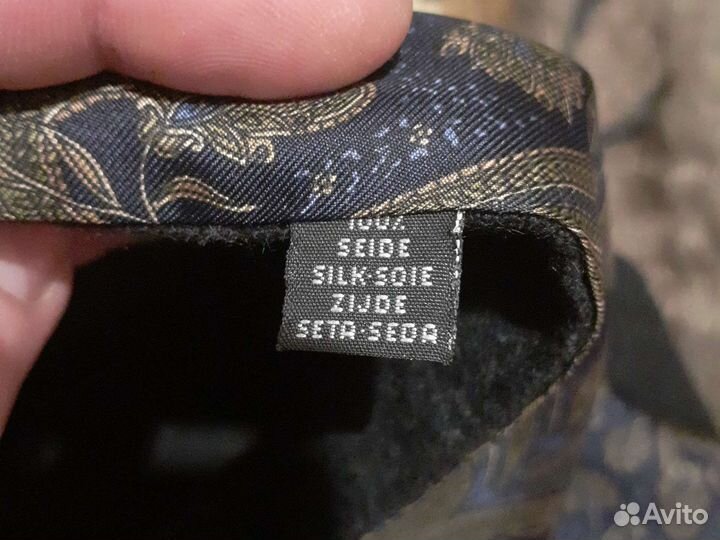 100%
SEIDE
SILK-SOIE
ZIJDE
SETA-SEDA
Avito